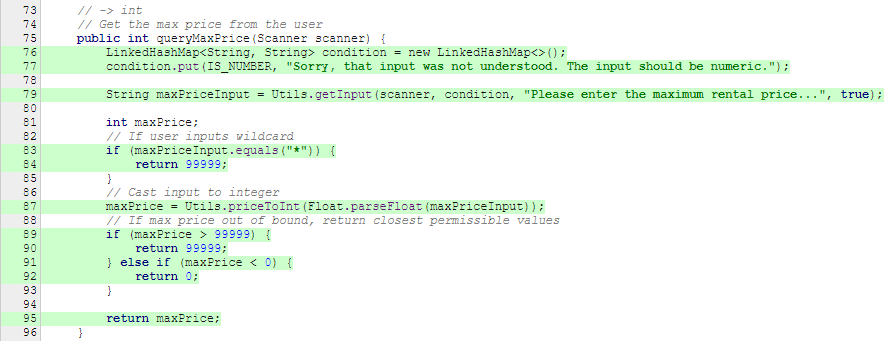 73 // -> int
74 // Get the max price from the user
75 public int queryMaxPrice(Scanner scanner) {
76 LinkedHashMap<String, String> condition = new LinkedHashMap<>();
77 condition.put(IS_NUMBER, "Sorry, that input was not understood. The input should be numeric.");
78
79 String maxPriceInput = Utils.getInput(scanner, condition, "Please enter the maximum rental price...", true);
80
81 int maxPrice;
82 // If user inputs wildcard
83 if (maxPriceInput.equals("*")) {
84 return 99999;
85 }
86 // Cast input to integer
87 maxPrice = Utils.priceToInt(Float.parseFloat(maxPriceInput));
88 // If max price out of bound, return closest permissible values
89 if (maxPrice > 99999) {
90 return 99999;
91 } else if (maxPrice < 0) {
92 return 0;
93 }
94
95 return maxPrice;
96 }